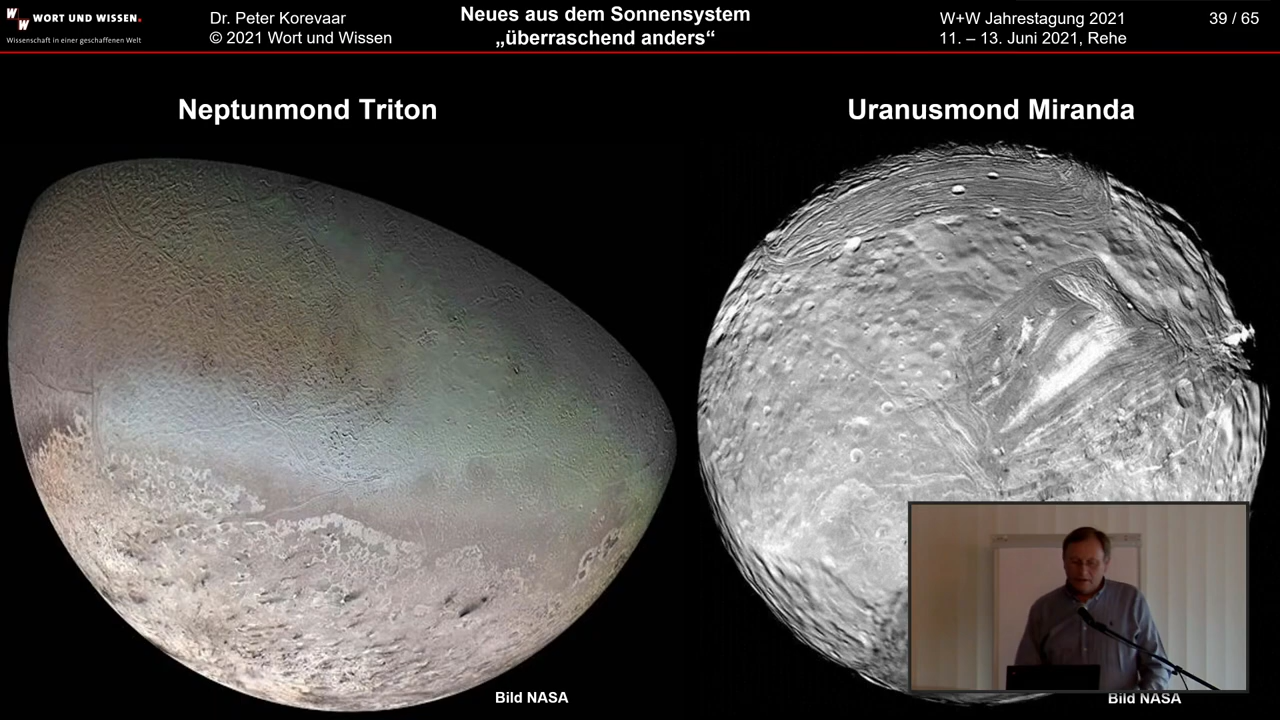 W W WORT UND WISSEN.
Wissenschaft in einer geschaffenen Welt
Dr. Peter Korevaar
© 2021 Wort und Wissen
Neues aus dem Sonnensystem
„überraschend anders“
W+W Jahrestagung 2021
11. – 13. Juni 2021, Rehe
39 / 65
Neptunmond Triton
Uranusmond Miranda
Bild NASA
Bild NASA